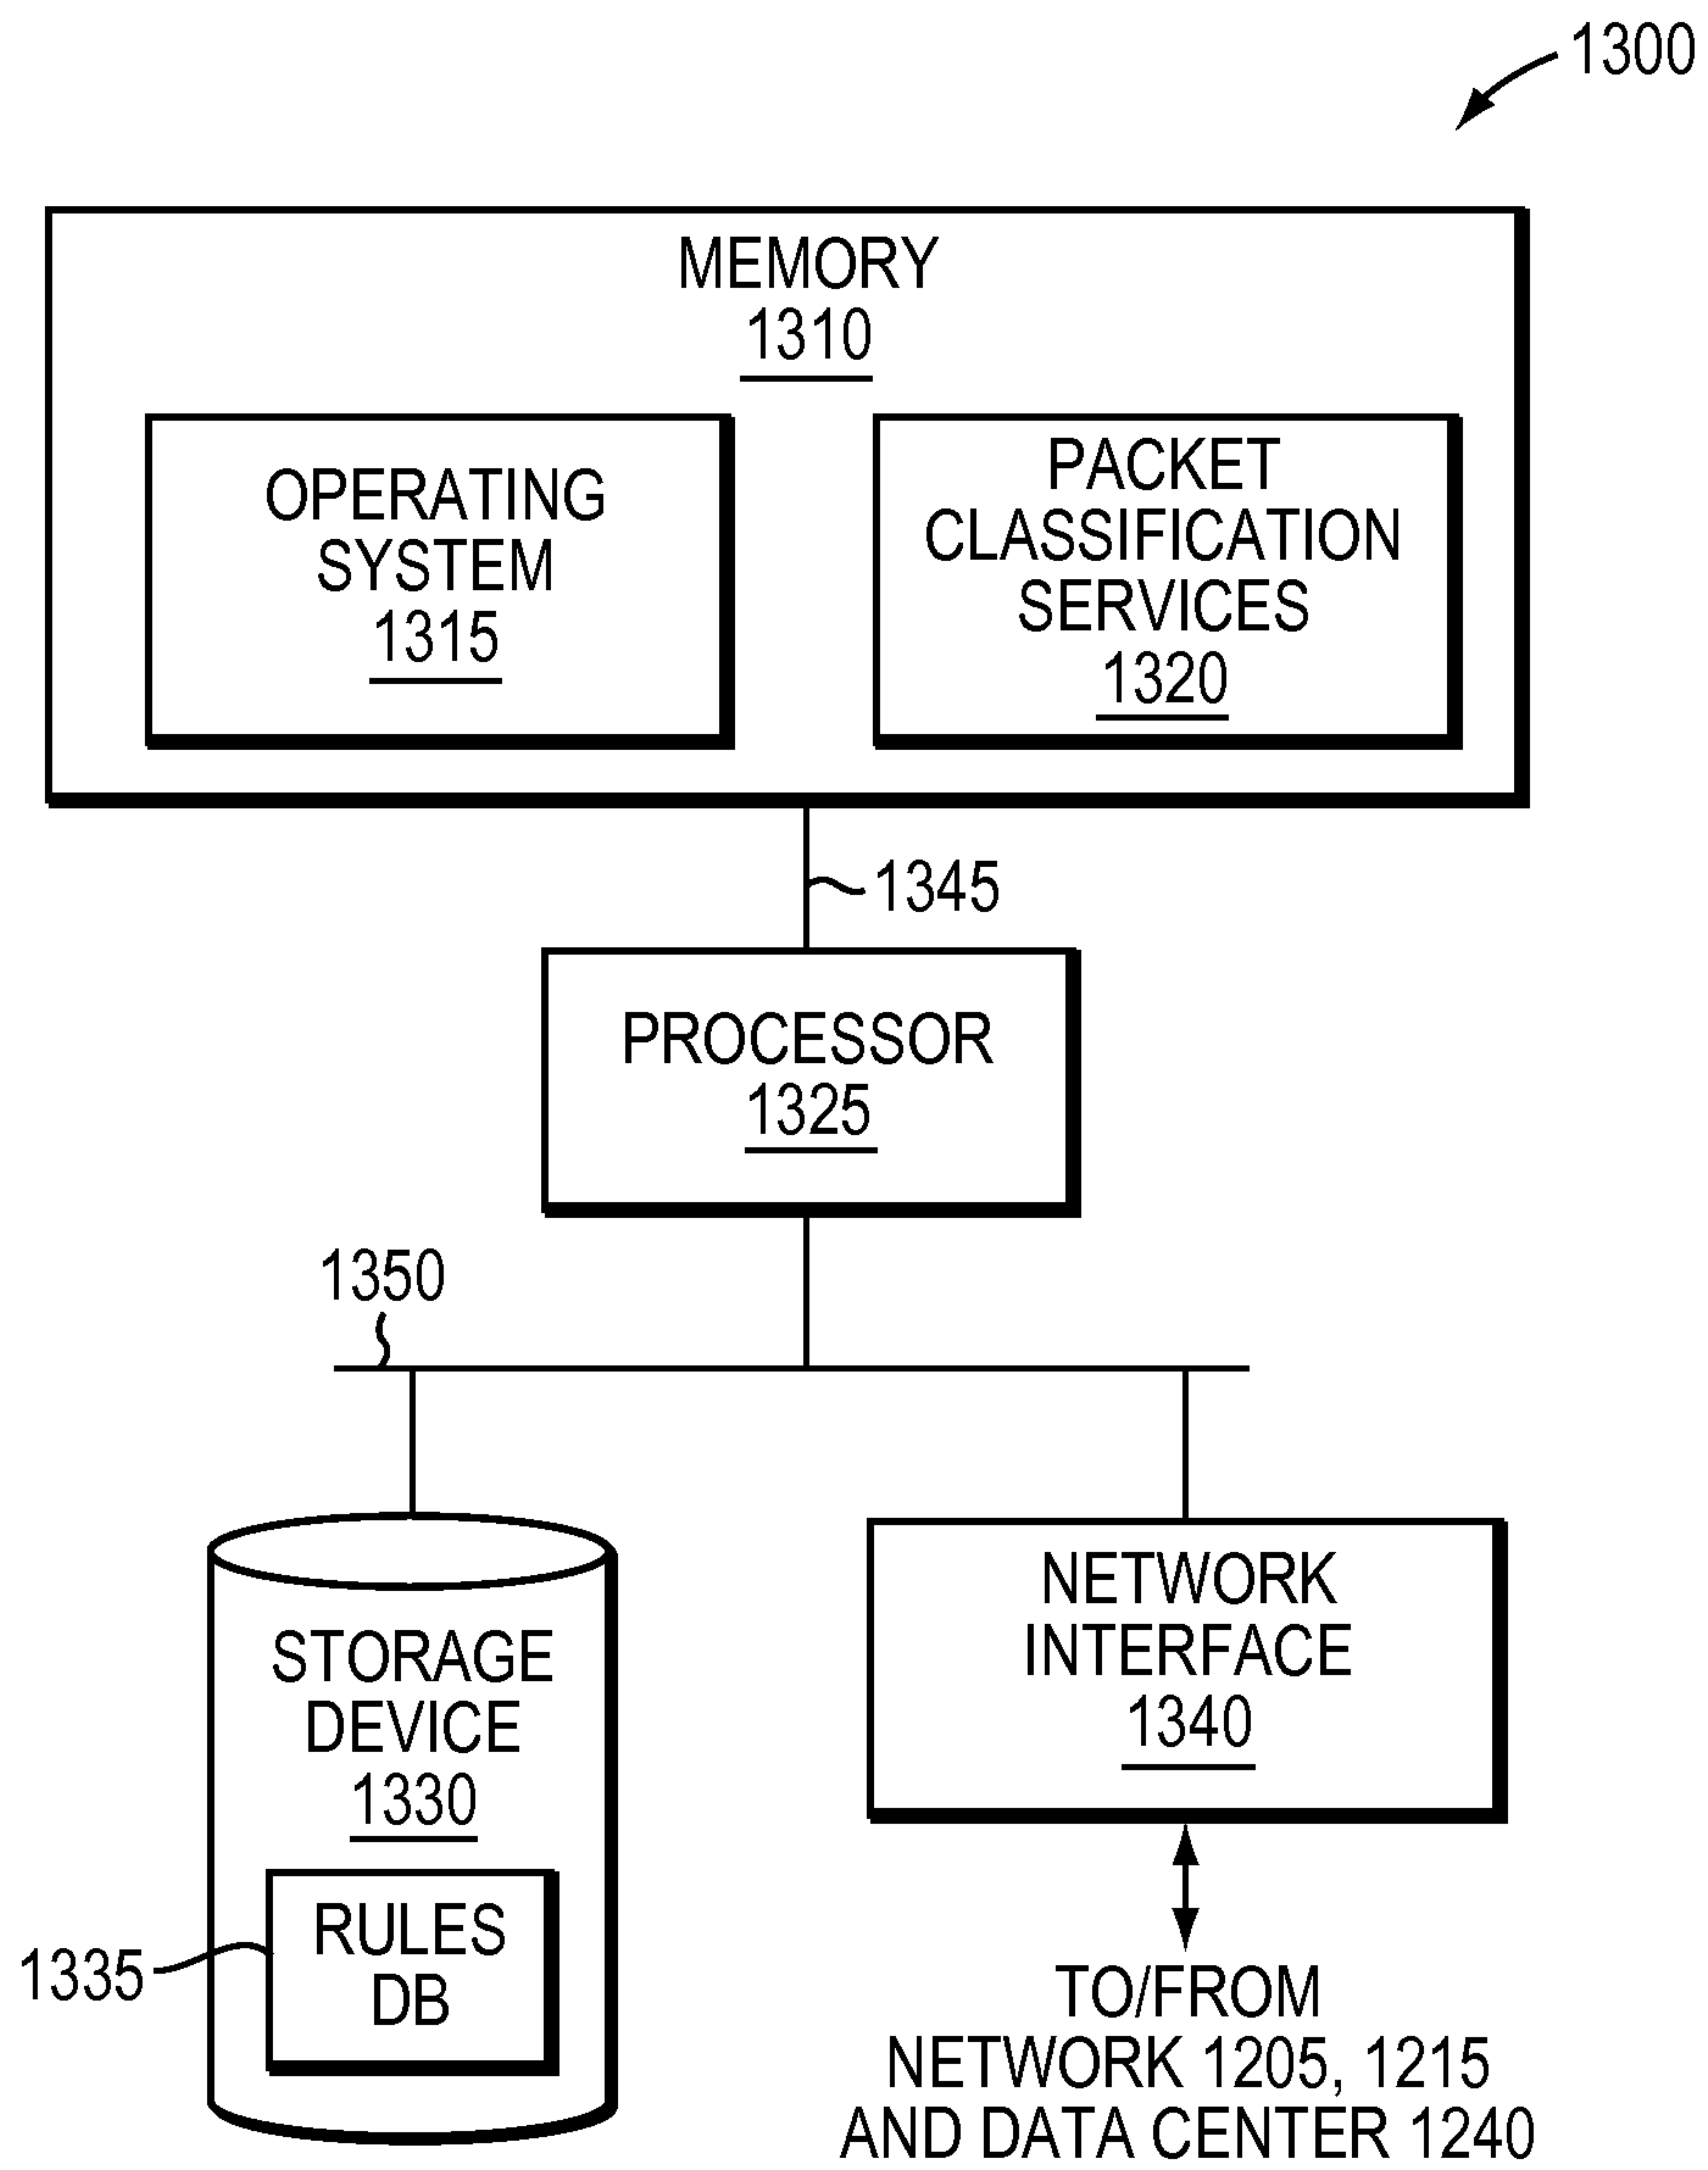 1300
MEMORY
1310
OPERATING
SYSTEM
1315
PACKET
CLASSIFICATION
SERVICES
1320
1345
PROCESSOR
1325
1350
STORAGE
DEVICE
1330
RULES
DB
1335
NETWORK
INTERFACE
1340
TO/FROM
NETWORK 1205, 1215
AND DATA CENTER 1240